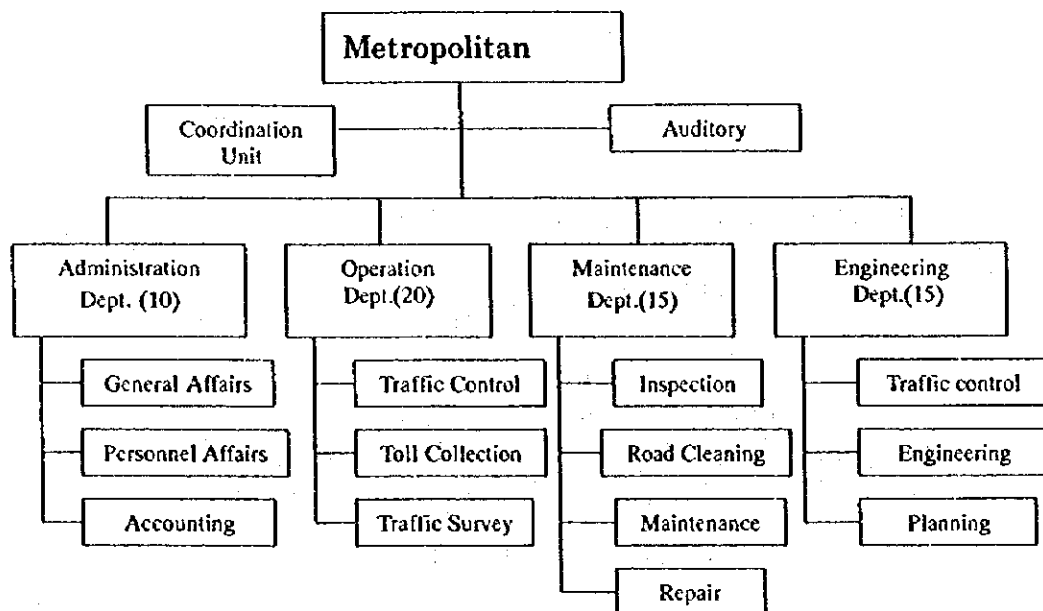 Metropolitan
Coordination
Unit
Auditory
Administration
Dept. (10)
Operation
Dept.(20)
Maintenance
Dept.(15)
Engineering
Dept.(15)
General Affairs
Personnel Affairs
Accounting
Traffic Control
Toll Collection
Traffic Survey
Inspection
Road Cleaning
Maintenance
Repair
Traffic control
Engineering
Planning